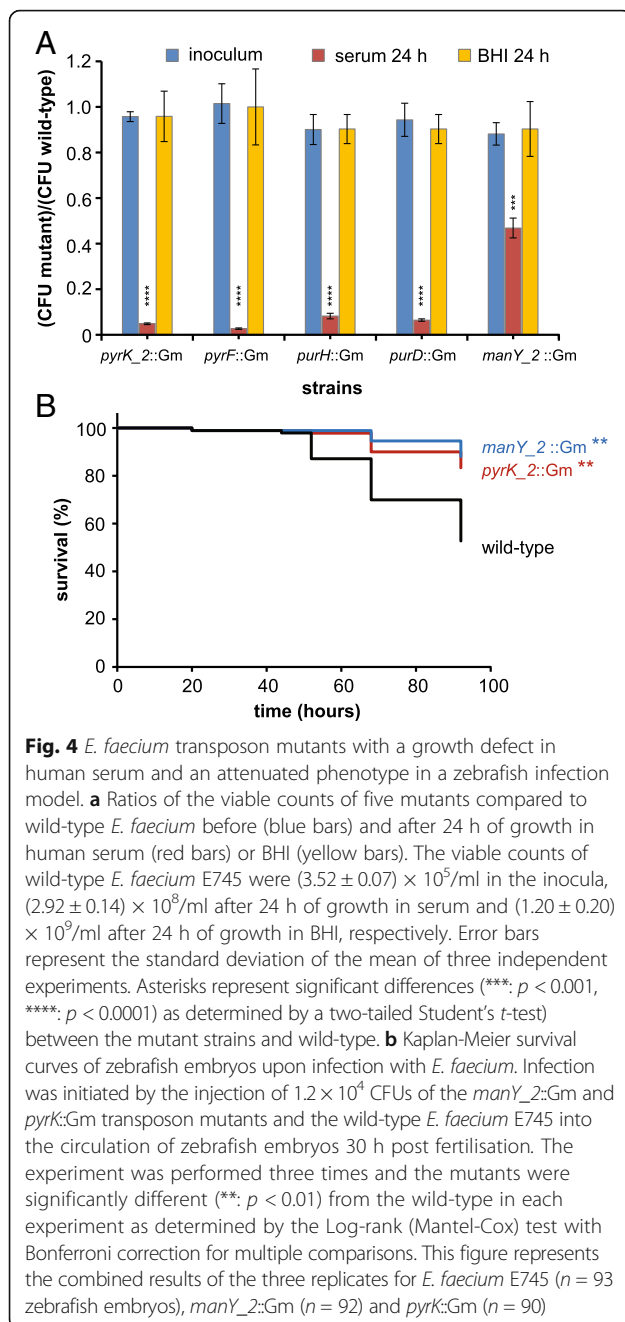 A
inoculum serum 24 h BHI 24 h
(CFU mutant)/(CFU wild-type)
1.2
1.0
0.8
0.6
0.4
0.2
0
****
****
****
****
***
pyrK_2::Gm pyrF::Gm purH::Gm purD::Gm manY_2 ::Gm
strains
B
survival (%)
100
80
60
40
20
0
manY_2 ::Gm **
pyrK_2::Gm **
wild-type
0 20 40 60 80 100
time (hours)
Fig. 4 E. faecium transposon mutants with a growth defect in
human serum and an attenuated phenotype in a zebrafish infection
model. a Ratios of the viable counts of five mutants compared to
wild-type E. faecium before (blue bars) and after 24 h of growth in
human serum (red bars) or BHI (yellow bars). The viable counts of
wild-type E. faecium E745 were (3.52 ± 0.07) × 10⁵/ml in the inocula,
(2.92 ± 0.14) × 10⁸/ml after 24 h of growth in serum and (1.20 ± 0.20)
× 10⁹/ml after 24 h of growth in BHI, respectively. Error bars
represent the standard deviation of the mean of three independent
experiments. Asterisks represent significant differences (***: p < 0.001,
****: p < 0.0001) as determined by a two-tailed Student's t-test)
between the mutant strains and wild-type. b Kaplan-Meier survival
curves of zebrafish embryos upon infection with E. faecium. Infection
was initiated by the injection of 1.2 × 10⁴ CFUs of the manY_2::Gm and
pyrK::Gm transposon mutants and the wild-type E. faecium E745 into
the circulation of zebrafish embryos 30 h post fertilisation. The
experiment was performed three times and the mutants were
significantly different (**: p < 0.01) from the wild-type in each
experiment as determined by the Log-rank (Mantel-Cox) test with
Bonferroni correction for multiple comparisons. This figure represents
the combined results of the three replicates for E. faecium E745 (n = 93
zebrafish embryos), manY_2::Gm (n = 92) and pyrK::Gm (n = 90)